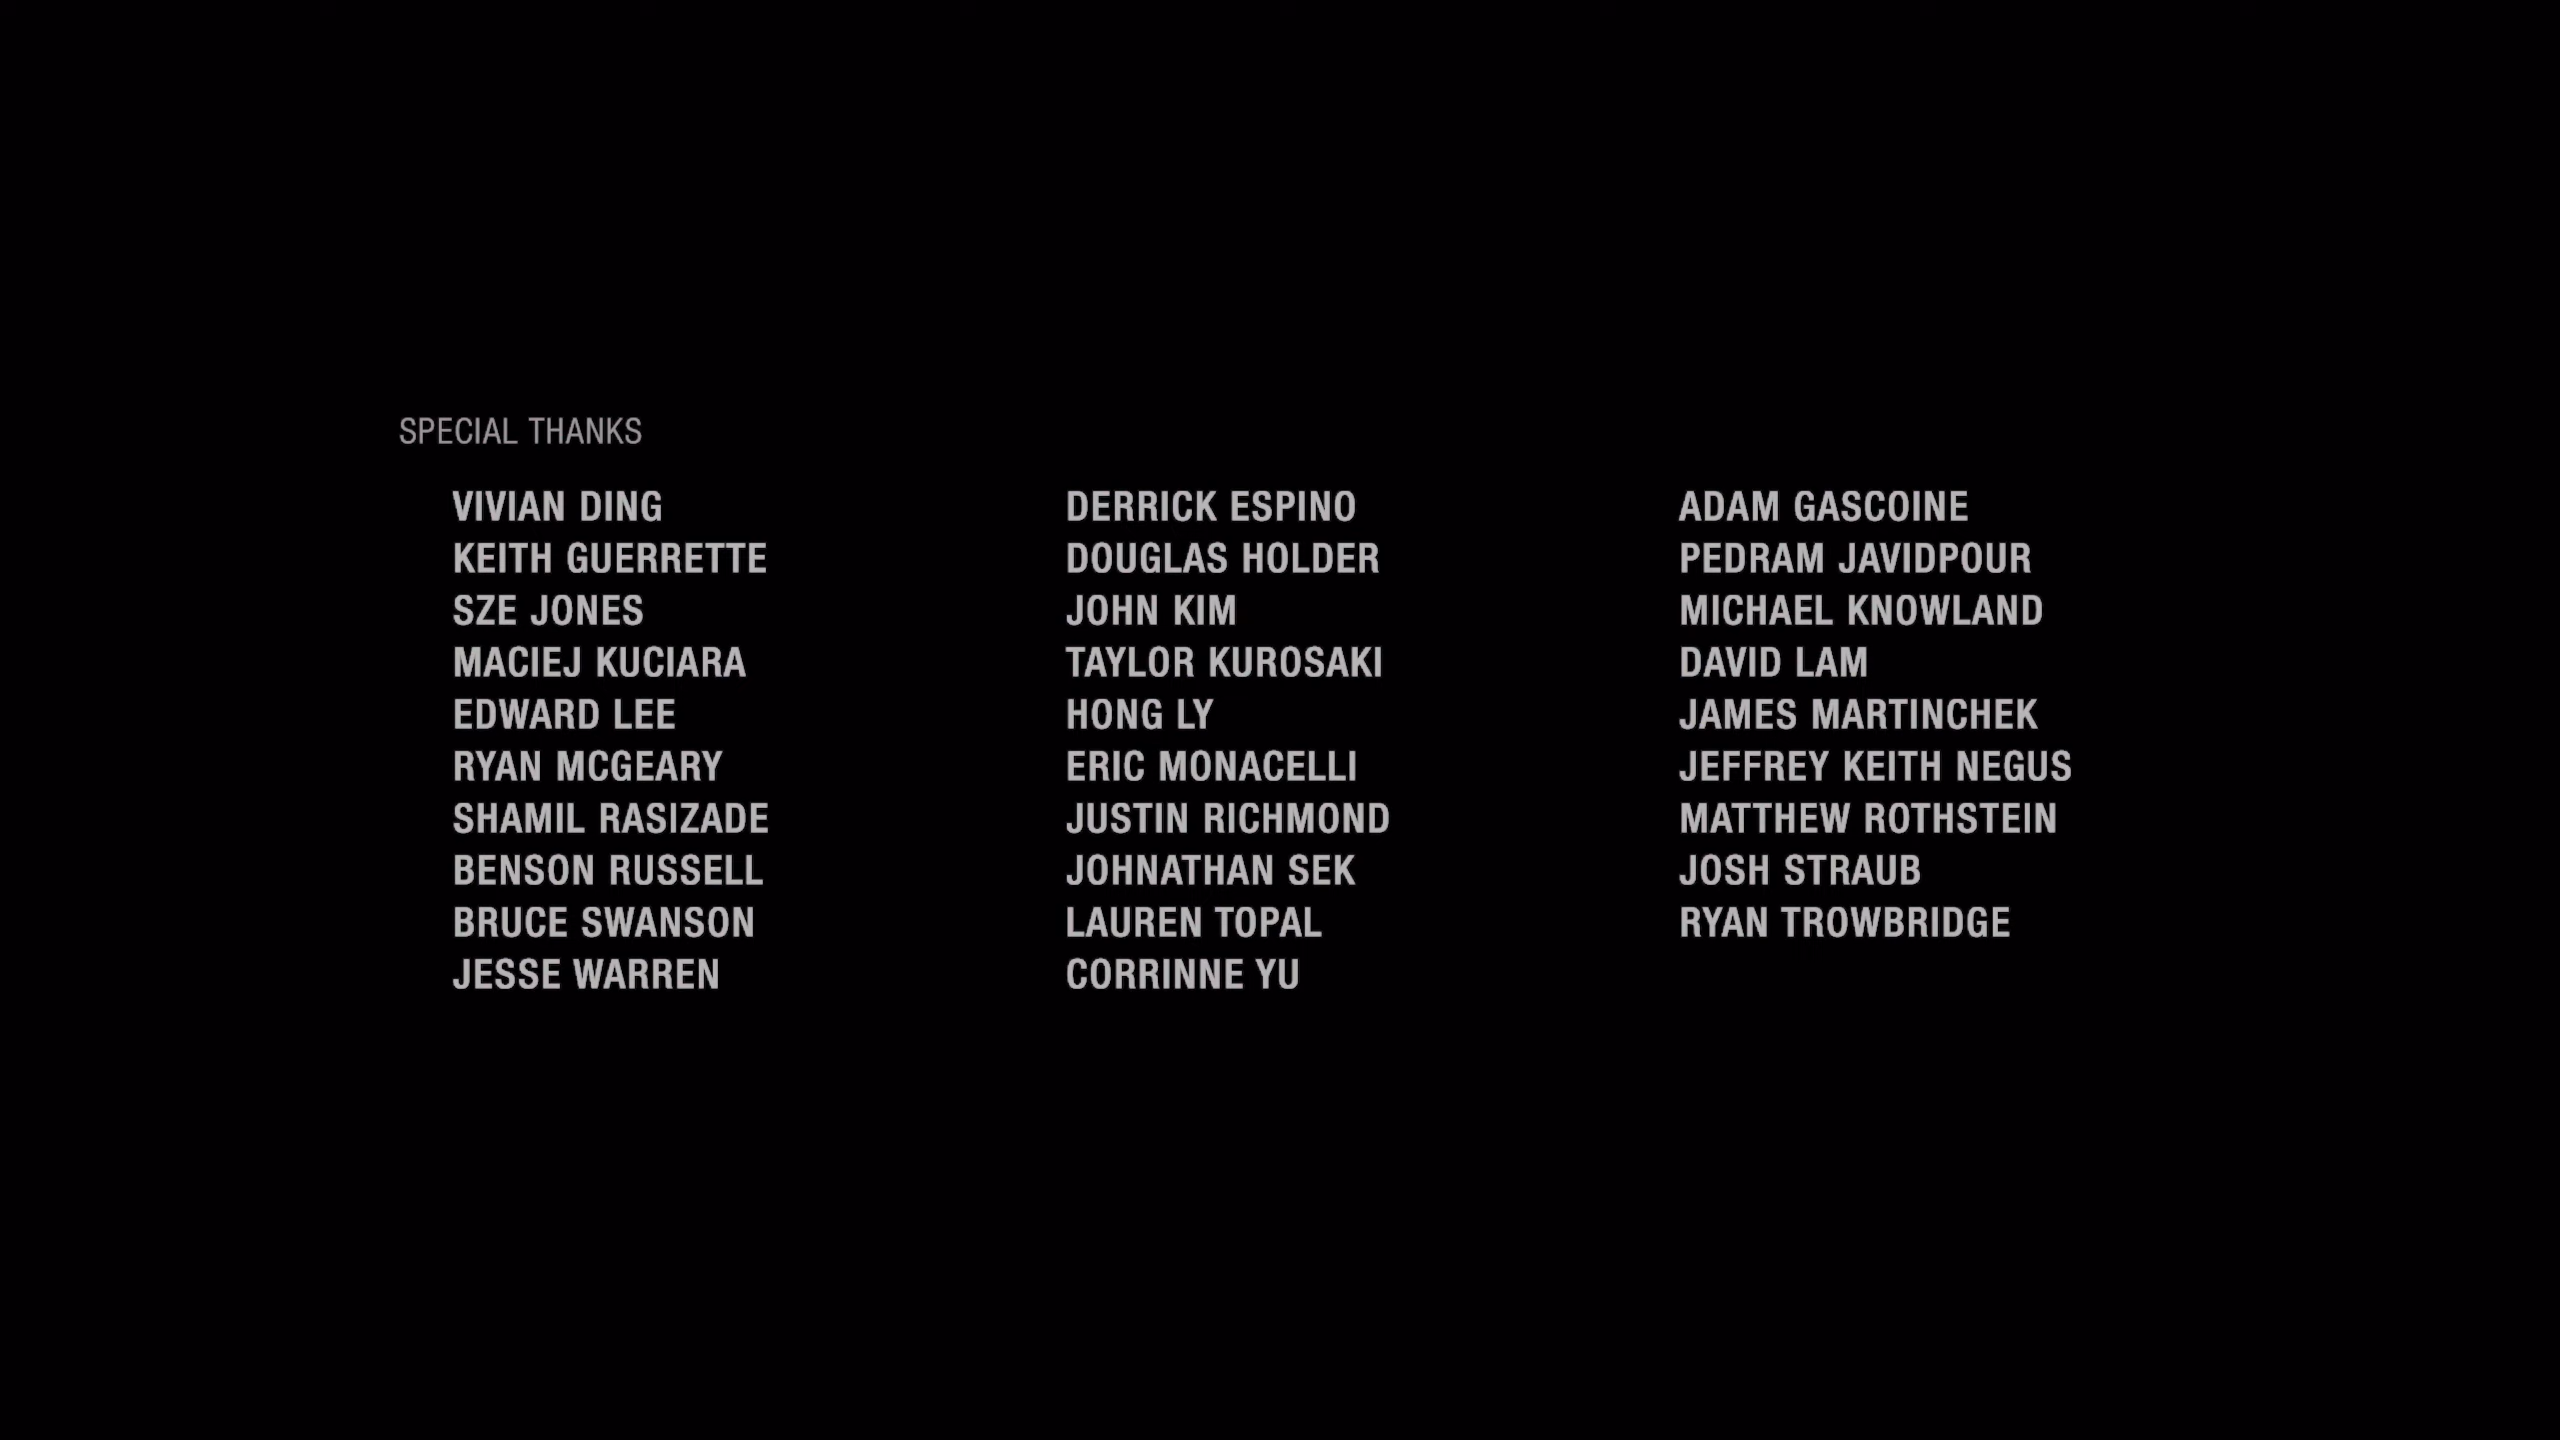 SPECIAL THANKS
VIVIAN DING
KEITH GUERRETTE
SZE JONES
MACIEJ KUCIARA
EDWARD LEE
RYAN MCGEARY
SHAMIL RASIZADE
BENSON RUSSELL
BRUCE SWANSON
JESSE WARREN
DERRICK ESPINO
DOUGLAS HOLDER
JOHN KIM
TAYLOR KUROSAKI
HONG LY
ERIC MONACELLI
JUSTIN RICHMOND
JOHNATHAN SEK
LAUREN TOPAL
CORRINNE YU
ADAM GASCOINE
PEDRAM JAVIDPOUR
MICHAEL KNOWLAND
DAVID LAM
JAMES MARTINCHEK
JEFFREY KEITH NEGUS
MATTHEW ROTHSTEIN
JOSH STRAUB
RYAN TROWBRIDGE